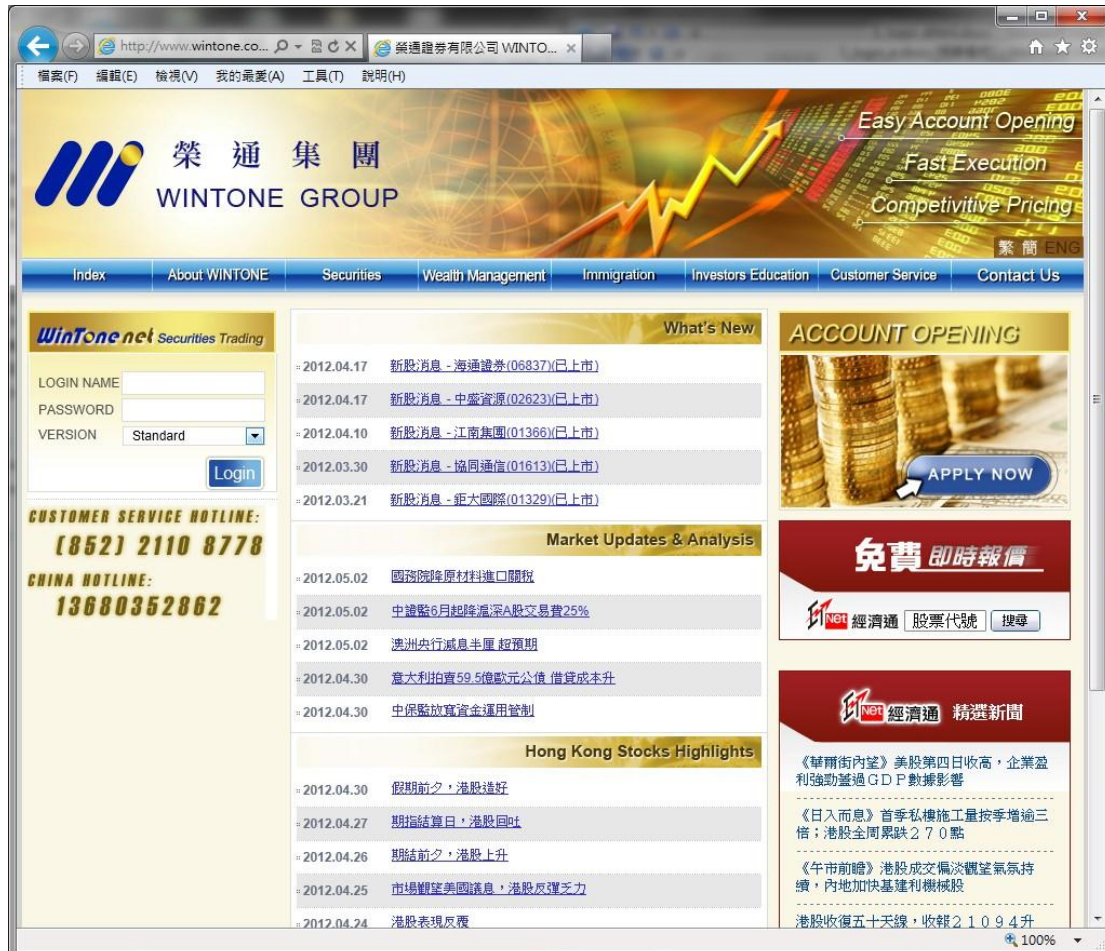 http://www.wintone.co...
榮通證券有限公司 WINTO...
檔案(F) 編輯(E) 檢視(V) 我的最愛(A) 工具(T) 說明(H)
榮通集團
WINTONE GROUP
Easy Account Opening
Fast Execution
Competivitive Pricing
繁 簡 ENG
Index About WINTONE Securities Wealth Management Immigration Investors Education Customer Service Contact Us
WinTone net Securities Trading
LOGIN NAME
PASSWORD
VERSION Standard
Login
CUSTOMER SERVICE HOTLINE:
(852) 2110 8778
CHINA HOTLINE:
13680352862
What's New
2012.04.17 新股消息 - 海通證券(06837)(已上市)
2012.04.17 新股消息 - 中盛資源(02623)(已上市)
2012.04.10 新股消息 - 江南集團(01366)(已上市)
2012.03.30 新股消息 - 協同通信(01613)(已上市)
2012.03.21 新股消息 - 鉅大國際(01329)(已上市)
Market Updates & Analysis
2012.05.02 國務院降原材料進口關稅
2012.05.02 中證監6月起降滬深A股交易費25%
2012.05.02 澳洲央行減息半厘 超預期
2012.04.30 意大利拍賣59.5億歐元公債 借貸成本升
2012.04.30 中保監放寬資金運用管制
Hong Kong Stocks Highlights
2012.04.30 假期前夕，港股造好
2012.04.27 期指結算日，港股回吐
2012.04.26 期結前夕，港股上升
2012.04.25 市場觀望美國議息，港股反彈乏力
2012.04.24 港股表現反覆
ACCOUNT OPENING
APPLY NOW
免費 即時報價
ETNet 經濟通 股票代號 搜尋
ETNet 經濟通 精選新聞
《華爾街內望》美股第四日收高，企業盈
利強勁蓋過ＧＤＰ數據影響
《日入而息》首季私樓施工量按季增逾三
倍；港股全周累跌２７０點
《午市前瞻》港股成交偏淡觀望氣氛持
續，內地加快基建利機械股
港股收復五十天線，收報２１０９４升
100%